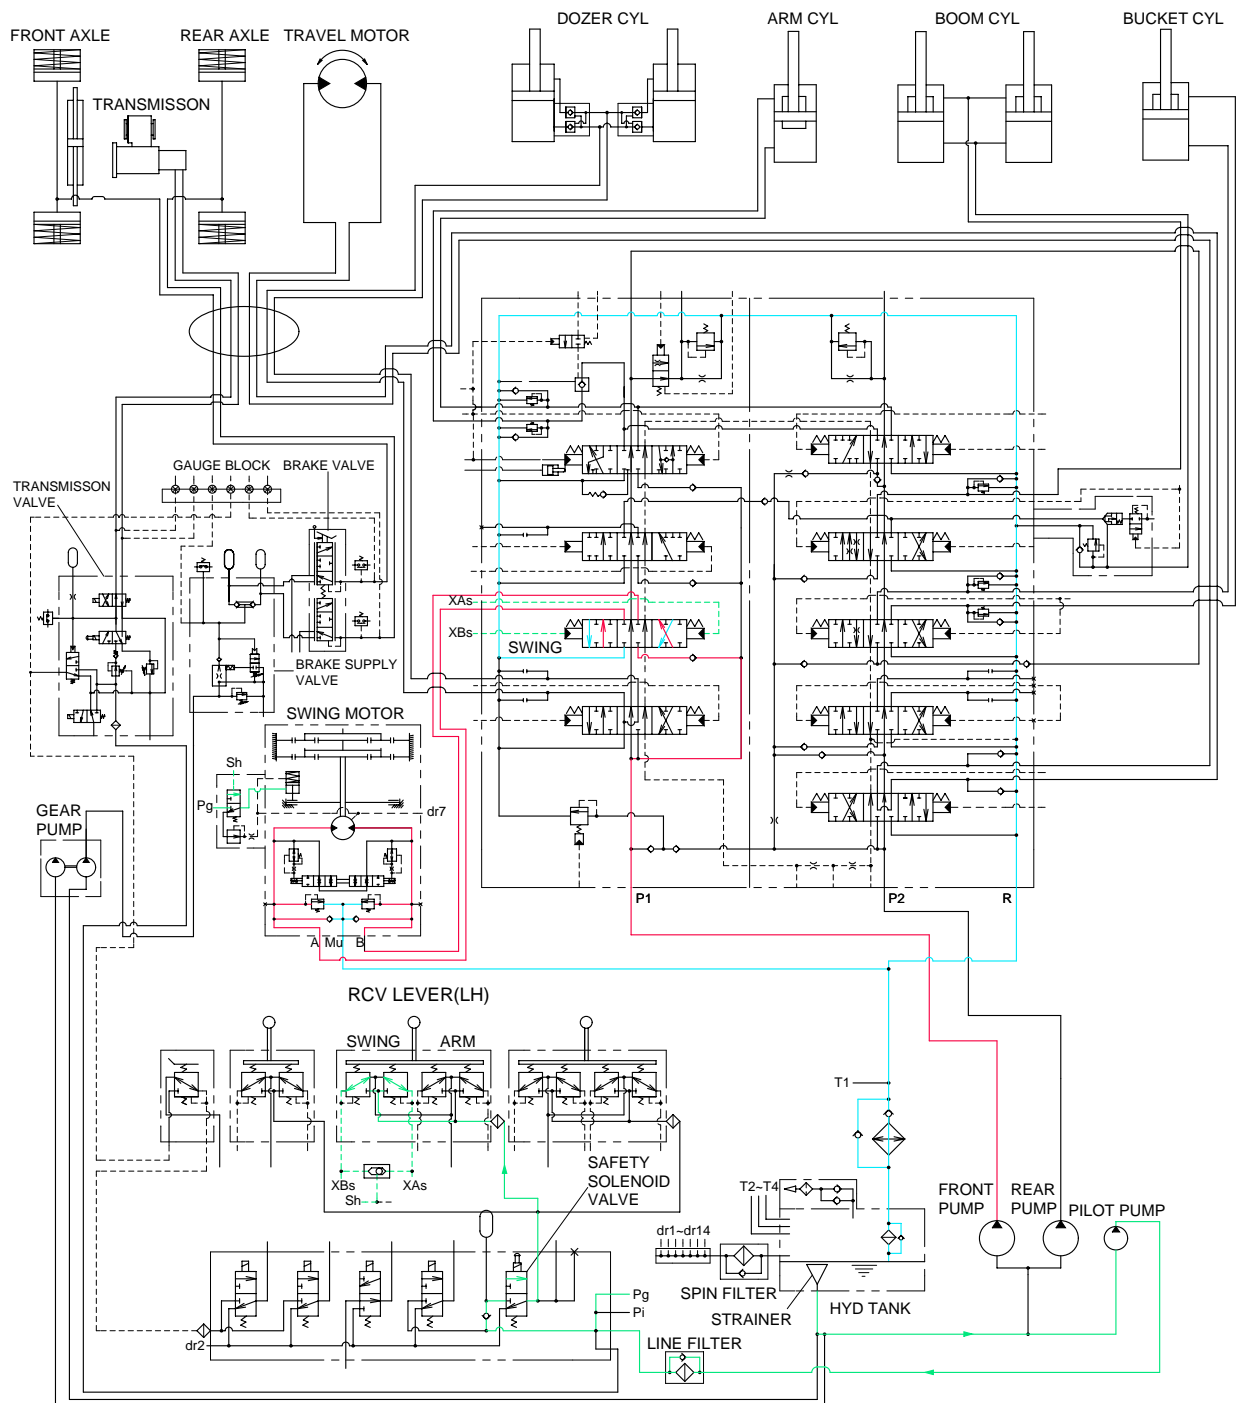 DOZER CYL
ARM CYL
BOOM CYL
BUCKET CYL
FRONT AXLE
REAR AXLE
TRAVEL MOTOR
TRANSMISSON
GAUGE BLOCK
BRAKE VALVE
TRANSMISSON
VALVE
XAs
XBs
SWING
BRAKE SUPPLY
VALVE
SWING MOTOR
Sh
Pg
dr7
GEAR
PUMP
P1
P2
R
A
Mu
B
RCV LEVER(LH)
SWING
ARM
T1
XBs
XAs
Sh
SAFETY
SOLENOID
VALVE
T2~T4
FRONT
PUMP
REAR
PUMP
PILOT PUMP
dr1~dr14
SPIN FILTER
STRAINER
HYD TANK
Pg
Pi
dr2
LINE FILTER